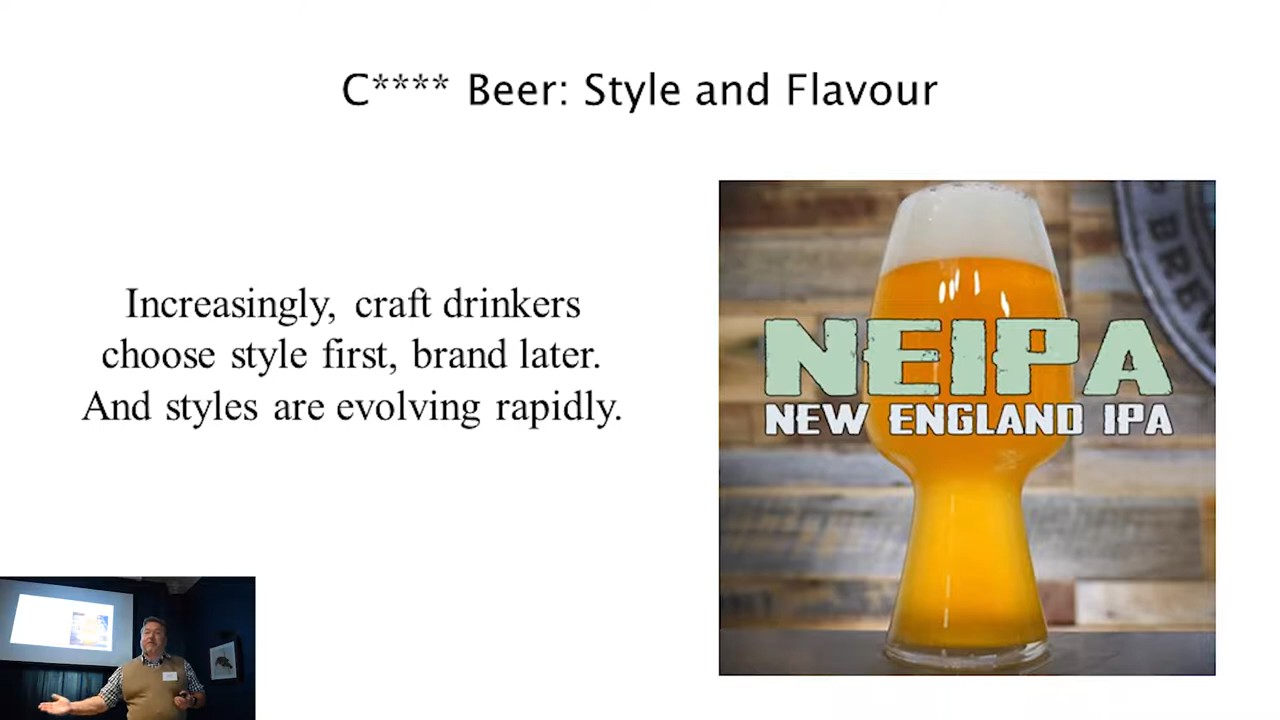 C**** Beer: Style and Flavour
Increasingly, craft drinkers
choose style first, brand later.
And styles are evolving rapidly.
BREW
NEIPA
NEW ENGLAND IPA